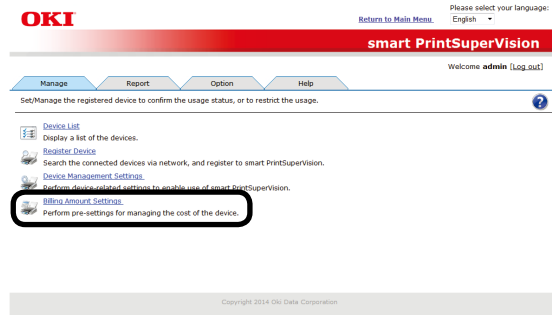 Please select your language:
OKI
Return to Main Menu
English
smart PrintSuperVision
Welcome admin [Log out]
Manage
Report
Option
Help
Set/Manage the registered device to confirm the usage status, or to restrict the usage.
?
Device List
Display a list of the devices.
Register Device
Search the connected devices via network, and register to smart PrintSuperVision.
Device Management Settings
Perform device-related settings to enable use of smart PrintSuperVision.
Billing Amount Settings
Perform pre-settings for managing the cost of the device.
Copyright 2014 Oki Data Corporation